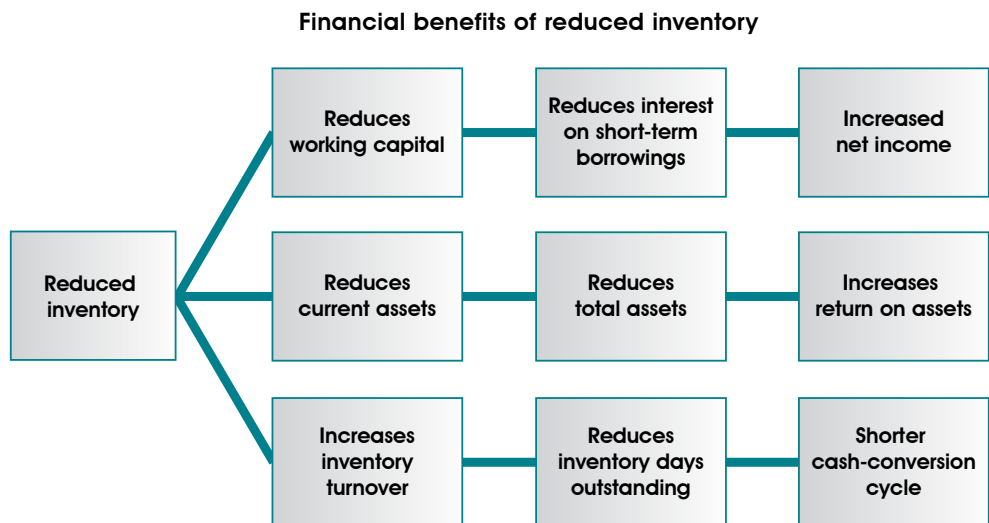 Financial benefits of reduced inventory
Reduces
working capital
Reduces interest
on short-term
borrowings
Increased
net income
Reduced
inventory
Reduces
current assets
Reduces
total assets
Increases
return on assets
Increases
inventory
turnover
Reduces
inventory days
outstanding
Shorter
cash-conversion
cycle